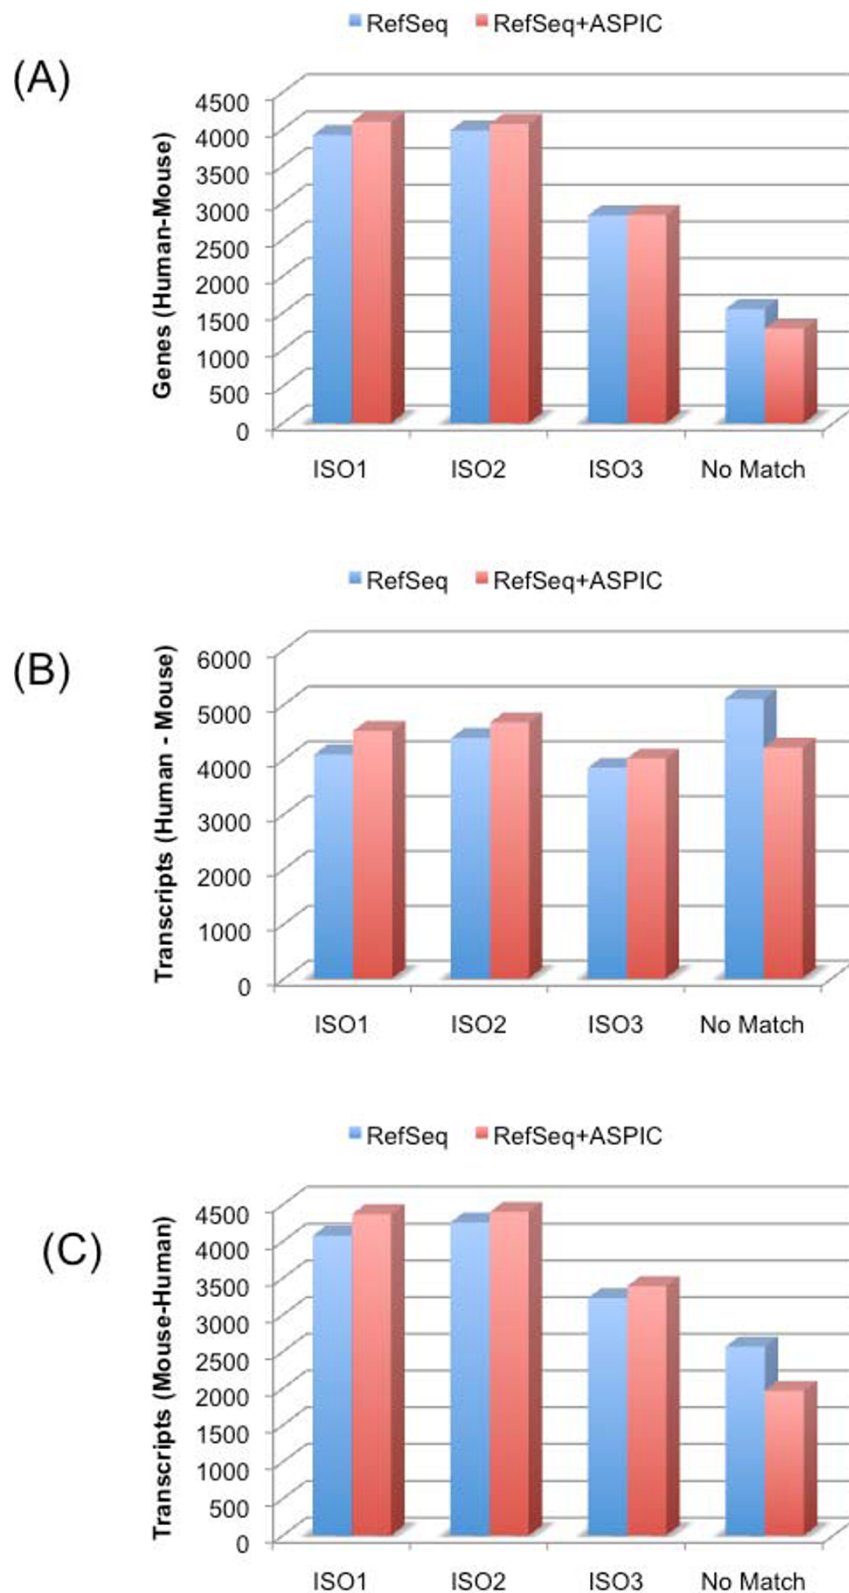 RefSeq RefSeq+ASPIC
(A)
Genes (Human-Mouse)
4500
4000
3500
3000
2500
2000
1500
1000
500
0
ISO1 ISO2 ISO3 No Match
RefSeq RefSeq+ASPIC
(B)
Transcripts (Human - Mouse)
6000
5000
4000
3000
2000
1000
0
ISO1 ISO2 ISO3 No Match
RefSeq RefSeq+ASPIC
(C)
Transcripts (Mouse-Human)
4500
4000
3500
3000
2500
2000
1500
1000
500
0
ISO1 ISO2 ISO3 No Match